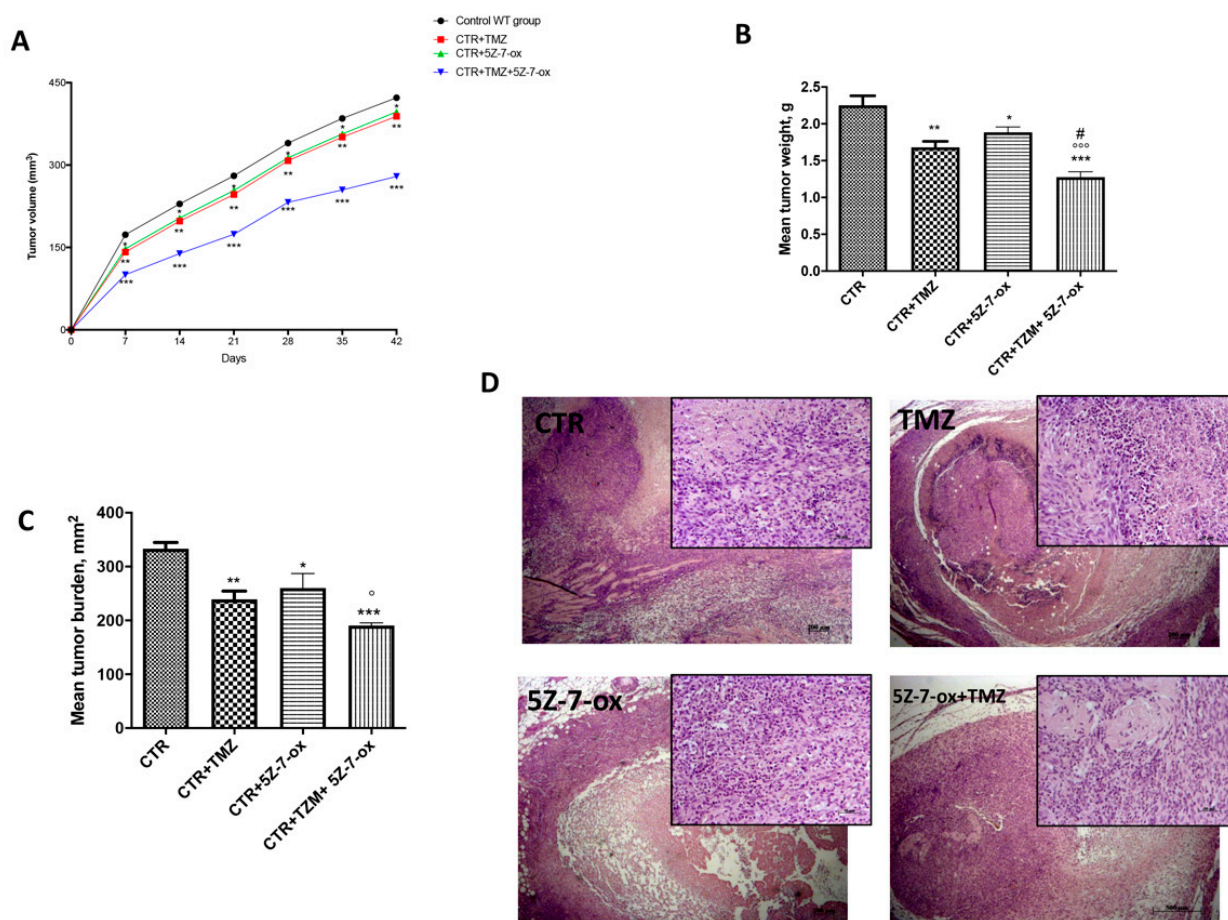 A
Control WT group
CTR+TMZ
CTR+5Z-7-ox
CTR+TMZ+5Z-7-ox
450
300
150
0
Tumor volume (mm³)
* * * * * *
** ** ** ** ** **
*** *** *** *** *** ***
0 7 14 21 28 35 42
Days
B
Mean tumor weight, g
2.5
2.0
1.5
1.0
0.5
0.0
**
*
#
°°°
***
CTR
CTR+TMZ
CTR+5Z-7-ox
CTR+TZM+ 5Z-7-ox
C
Mean tumor burden, mm²
400
300
200
100
0
**
*
°
***
CTR
CTR+TMZ
CTR+5Z-7-ox
CTR+TZM+ 5Z-7-ox
D
CTR
TMZ
5Z-7-ox
5Z-7-ox+TMZ